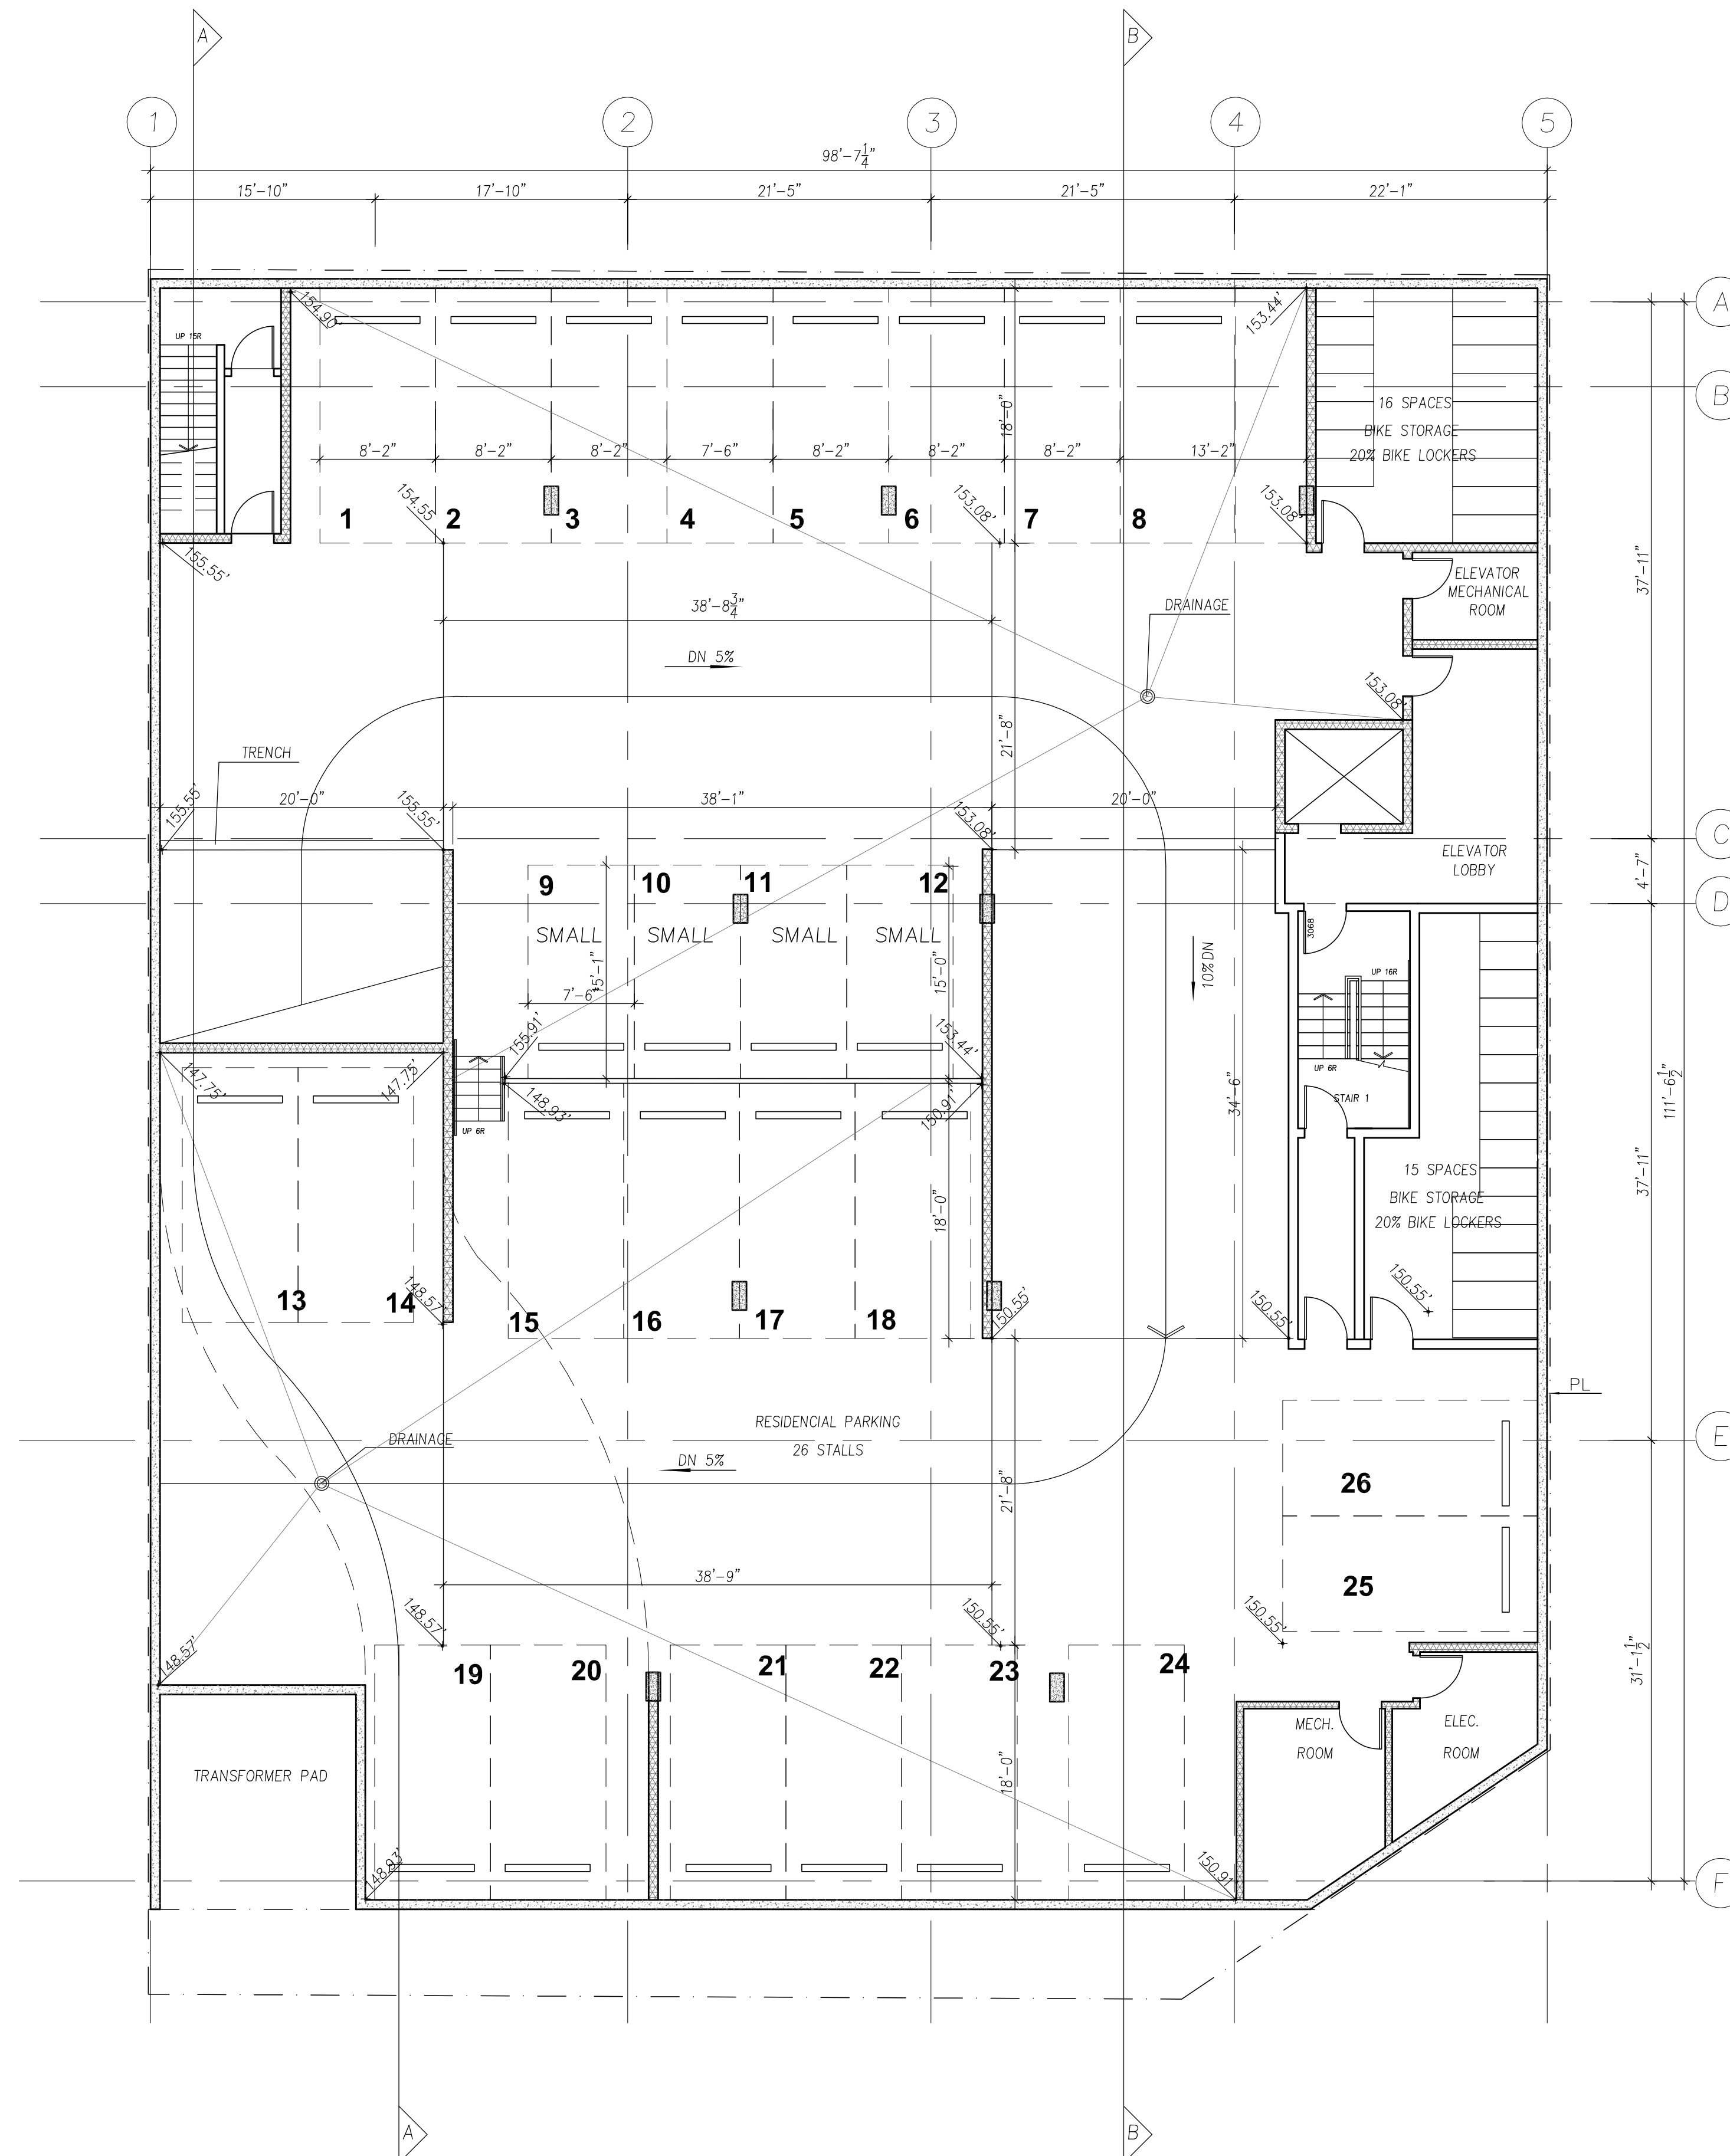 A
B
1
2
3
4
5
98'-7 1/4"
15'-10"
17'-10"
21'-5"
21'-5"
22'-1"
A
154.90'
153.44'
UP 15R
B
16 SPACES
BIKE STORAGE
20% BIKE LOCKERS
18'-0"
8'-2"
8'-2"
8'-2"
7'-6"
8'-2"
8'-2"
8'-2"
13'-2"
154.55'
153.08'
153.08'
1
2
3
4
5
6
7
8
155.55'
37'-11"
ELEVATOR
MECHANICAL
ROOM
38'-8 3/4"
DRAINAGE
DN 5%
153.08'
21'-8"
TRENCH
155.55'
20'-0"
155.55'
38'-1"
153.08'
20'-0"
C
ELEVATOR
LOBBY
4'-7"
9
10
11
12
D
SMALL
SMALL
SMALL
SMALL
3068
15'-1"
15'-0"
10% DN
UP 16R
7'-6"
155.91'
153.44'
147.75'
147.75'
148.93'
150.91'
34'-6"
UP 6R
STAIR 1
UP 6R
111'-6 1/2"
15 SPACES
BIKE STORAGE
20% BIKE LOCKERS
37'-11"
18'-0"
13
14
148.57'
15
16
17
18
150.55'
150.55'
150.55'
PL
RESIDENCIAL PARKING
26 STALLS
DRAINAGE
DN 5%
E
26
21'-8"
38'-9"
25
148.57'
150.55'
150.55'
148.57'
19
20
21
22
23
24
31'-1 1/2"
MECH.
ROOM
ELEC.
ROOM
TRANSFORMER PAD
18'-0"
148.93'
150.91'
F
A
B